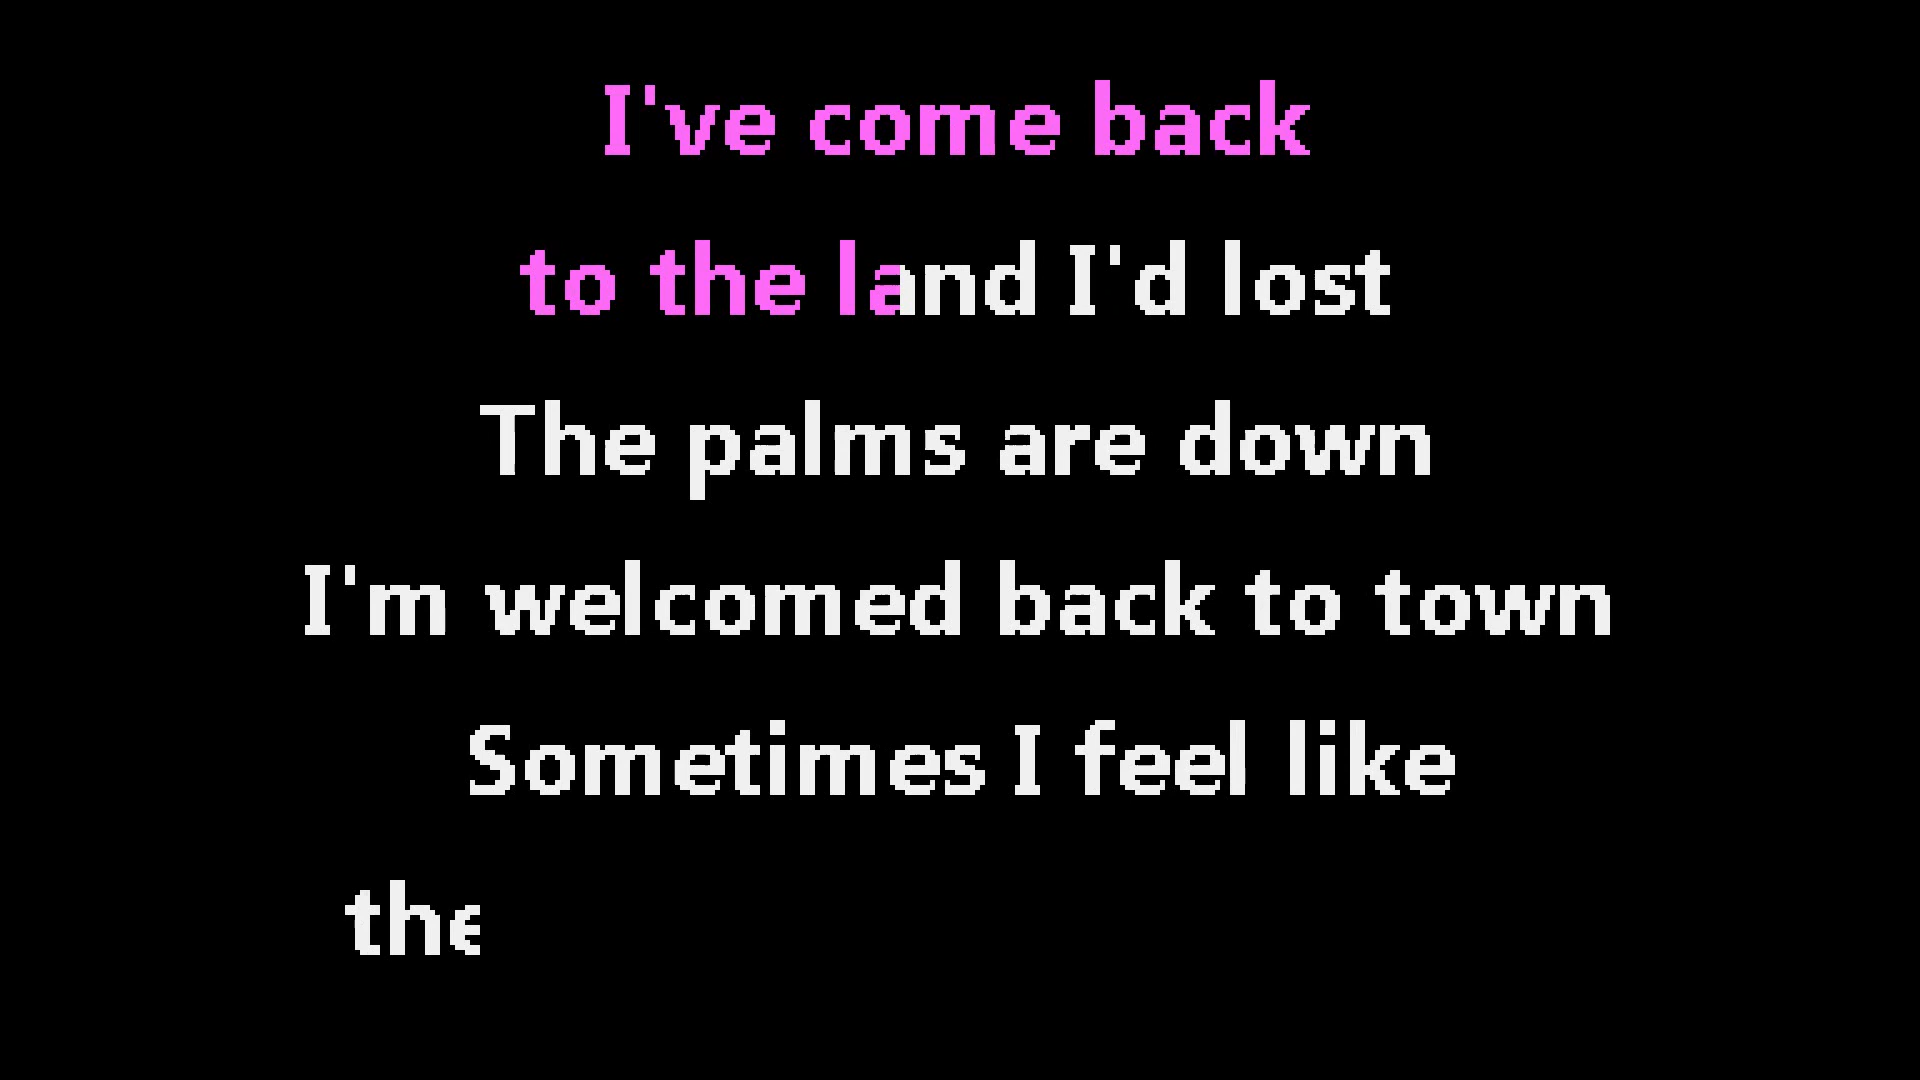 I've come back
to the land I'd lost
The palms are down
I'm welcomed back to town
Sometimes I feel like
the